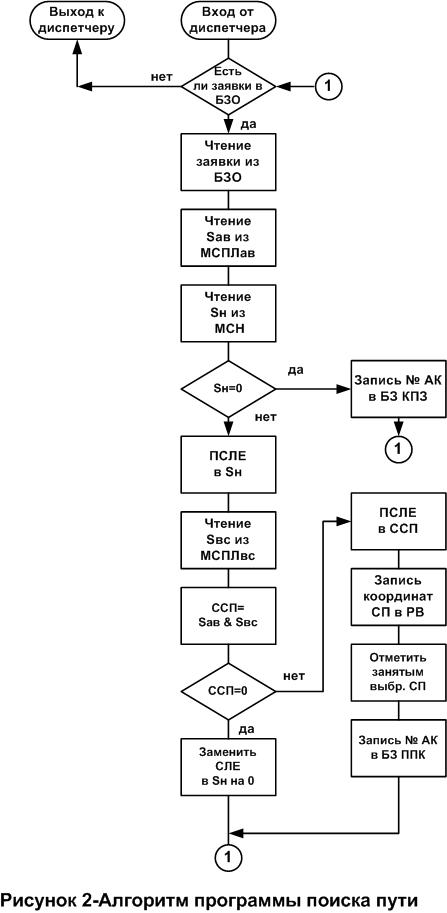 Выход к
диспетчеру
Вход от
диспетчера
нет
Есть
ли заявки в
БЗО
1
да
Чтение
заявки из
БЗО
Чтение
Sав из
МСПЛав
Чтение
Sн из
МСН
да
Sн=0
Запись № АК
в БЗ КПЗ
нет
1
ПСЛЕ
в Sн
ПСЛЕ
в ССП
Чтение
Sвс из
МСПЛвс
Запись
координат
СП в РВ
ССП=
Sав & Sвс
Отметить
занятым
выбр. СП
нет
ССП=0
да
Запись № АК
в БЗ ППК
Заменить
СЛЕ
в Sн на 0
1
Рисунок 2-Алгоритм программы поиска пути